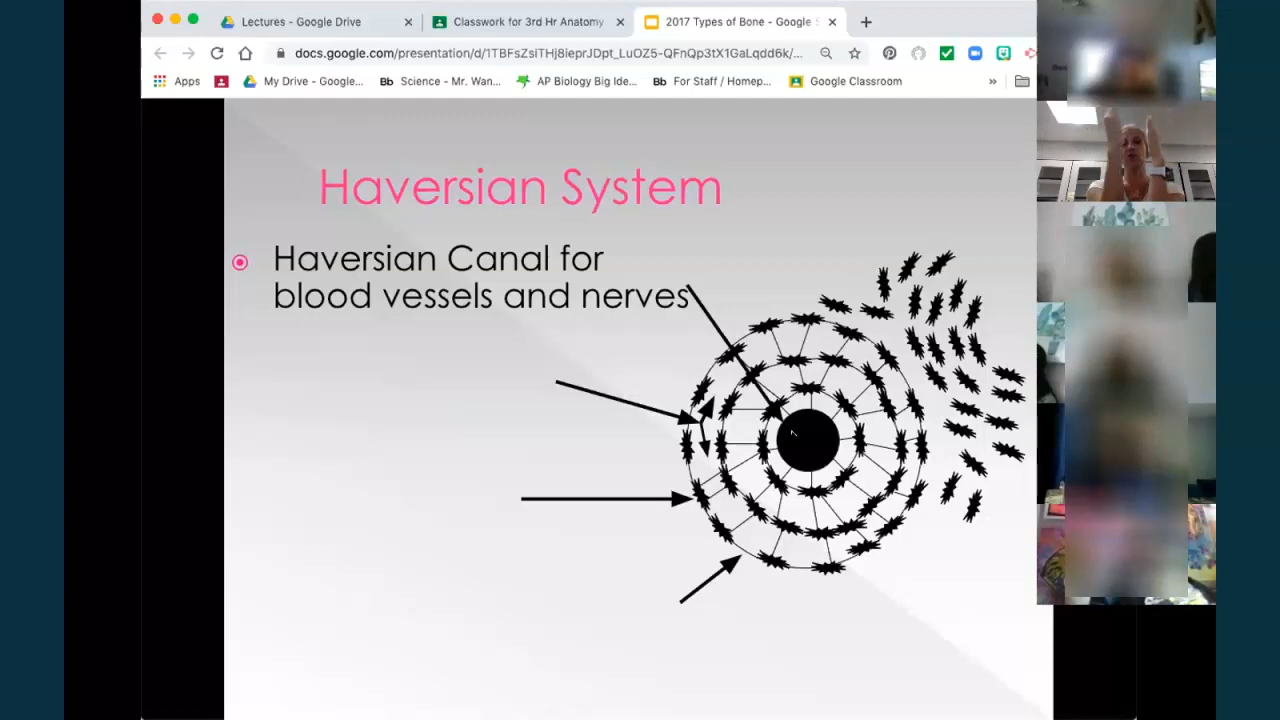 Lectures - Google Drive
Classwork for 3rd Hr Anatomy
2017 Types of Bone - Google S
docs.google.com/presentation/d/1TBFsZsiTHj8ieprJDpt_LuOZ5-QFnQp3tX1GaLqdd6k/...
Apps
My Drive - Google...
Bb Science - Mr. Wan...
AP Biology Big Ide...
Bb For Staff / Homep...
Google Classroom
»
Haversian System
Haversian Canal for
blood vessels and nerves